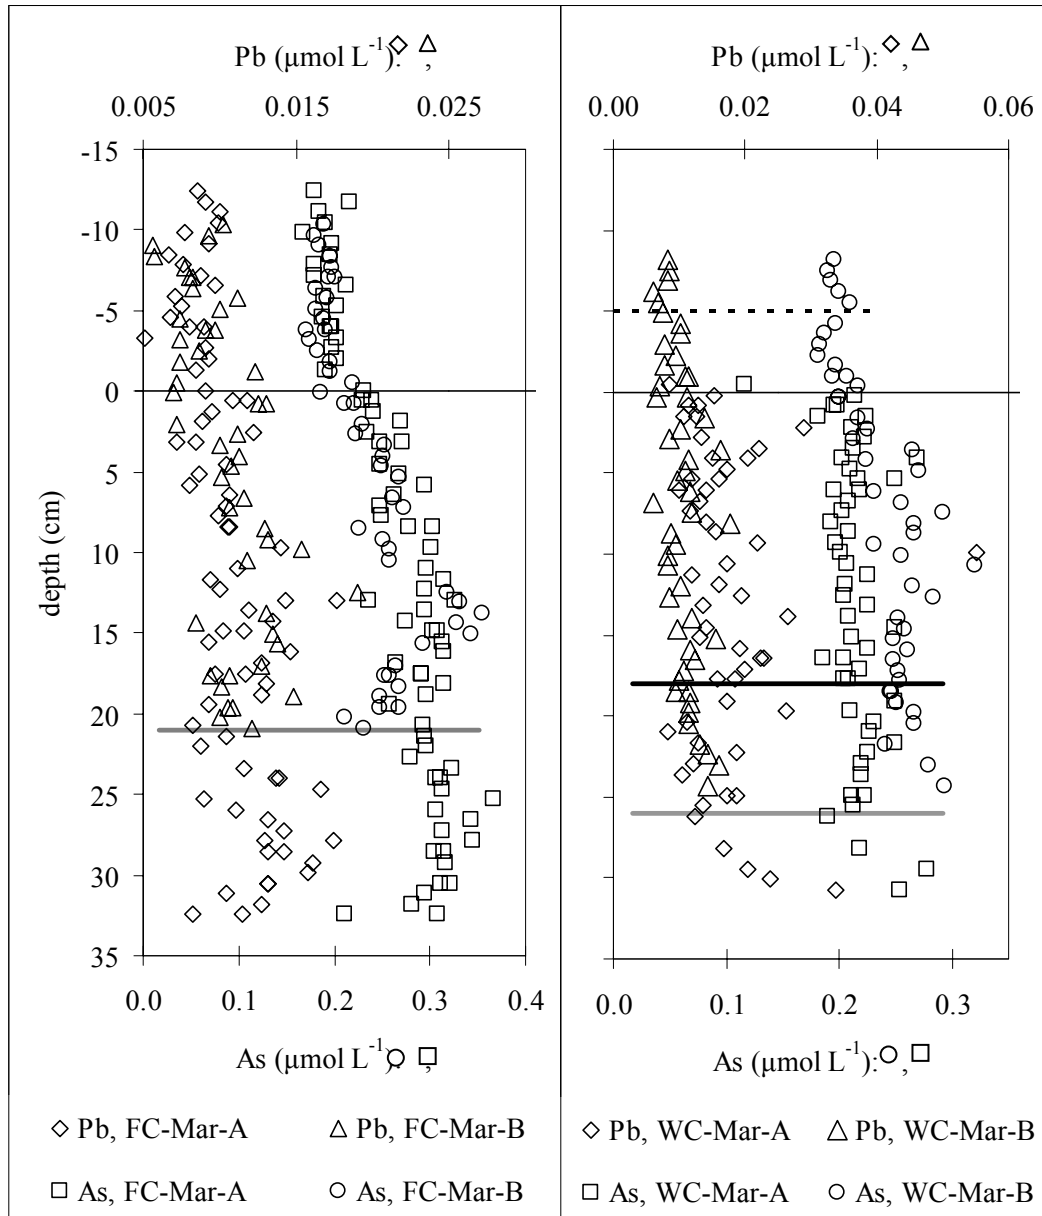 Pb (µmol L-1): ◇, △
0.005 0.015 0.025
-15
-10
-5
0
5
10
15
20
25
30
35
depth (cm)
0.0 0.1 0.2 0.3 0.4
As (µmol L-1): ○, □
◇ Pb, FC-Mar-A △ Pb, FC-Mar-B
□ As, FC-Mar-A ○ As, FC-Mar-B
Pb (µmol L-1): ◇, △
0.00 0.02 0.04 0.06
0.0 0.1 0.2 0.3
As (µmol L-1): ○, □
◇ Pb, WC-Mar-A △ Pb, WC-Mar-B
□ As, WC-Mar-A ○ As, WC-Mar-B